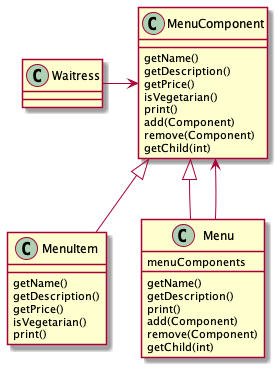 C MenuComponent
getName()
getDescription()
getPrice()
isVegetarian()
print()
add(Component)
remove(Component)
getChild(int)
C Waitress
C MenuItem
getName()
getDescription()
getPrice()
isVegetarian()
print()
C Menu
menuComponents
getName()
getDescription()
print()
add(Component)
remove(Component)
getChild(int)